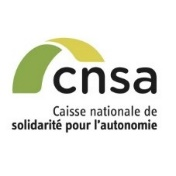 cnsa
Caisse nationale de
solidarité pour l'autonomie